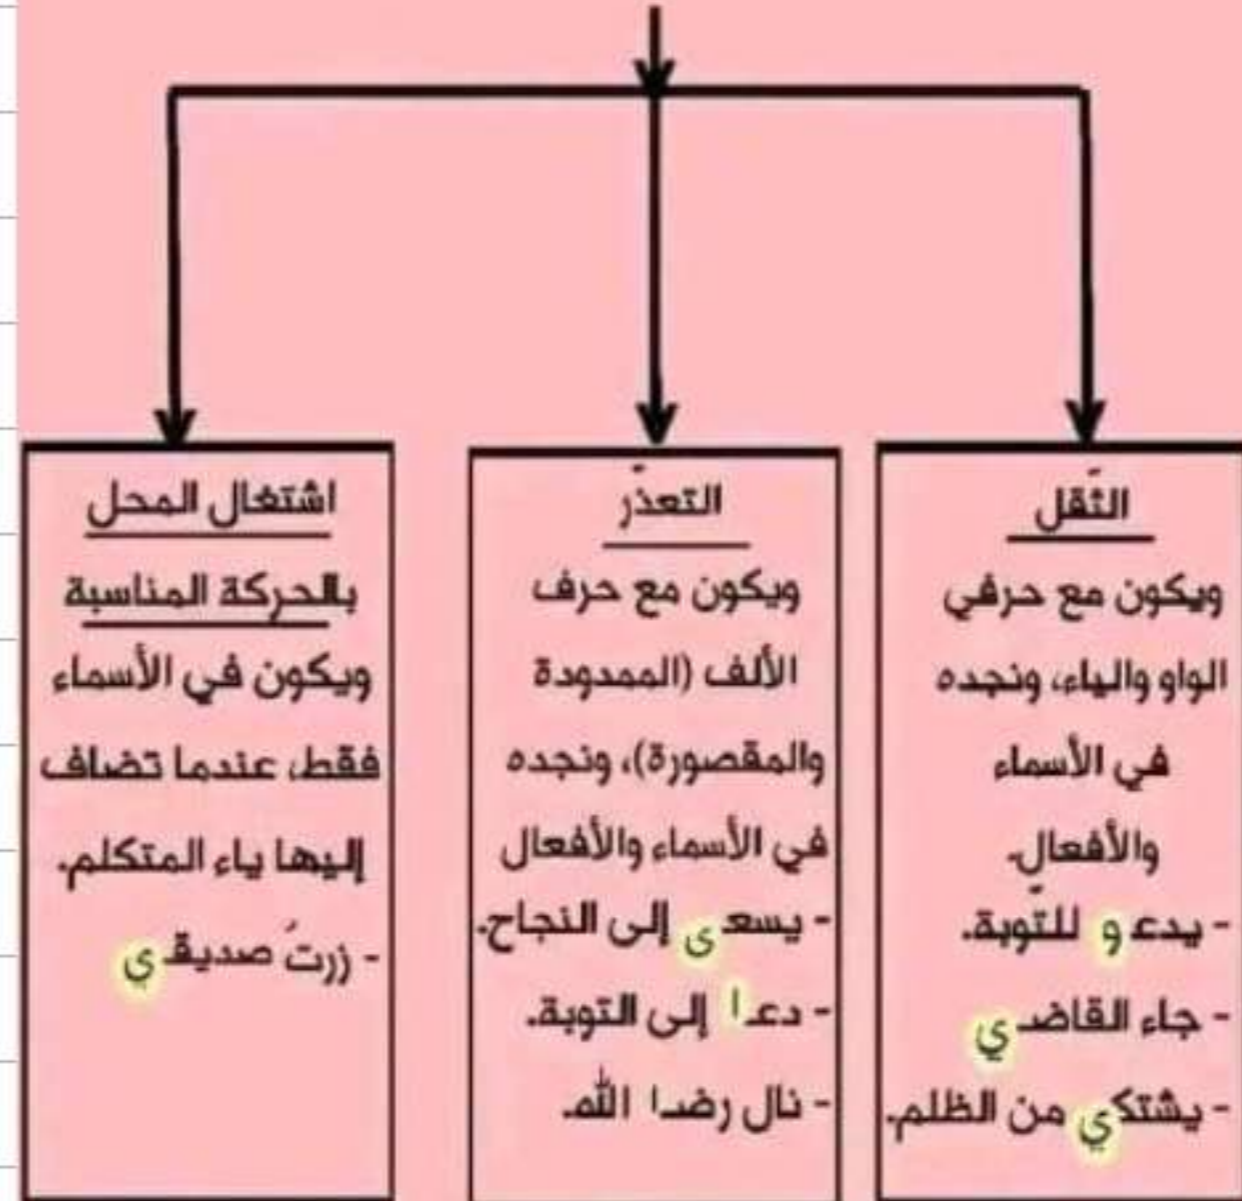 الثّقل
ويكون مع حرفي
الواو والياء، ونجده
في الأسماء
والأفعال.
- يدعو للتّوبة.
- جاء القاضي
- يشتكي من الظلم.
التعذّر
ويكون مع حرف
الألف (الممدودة
والمقصورة)، ونجده
في الأسماء والأفعال
- يسعى إلى النجاح.
- دعا إلى التوبة.
- نال رضا الله.
اشتغال المحل
بالحركة المناسبة
ويكون في الأسماء
فقط، عندما تضاف
إليها ياء المتكلم.
- زرتُ صديقي